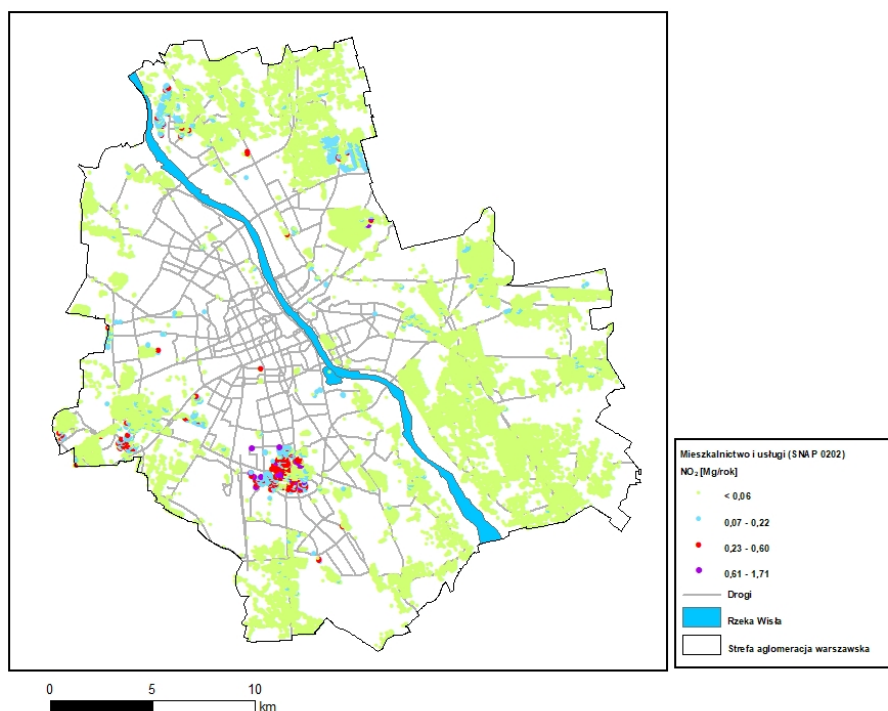 Mieszkalnictwo i usługi (SNAP 0202)
NO₂ [Mg/rok]
< 0,06
0,07 - 0,22
0,23 - 0,60
0,61 - 1,71
Drogi
Rzeka Wisła
Strefa aglomeracja warszawska
0 5 10
km